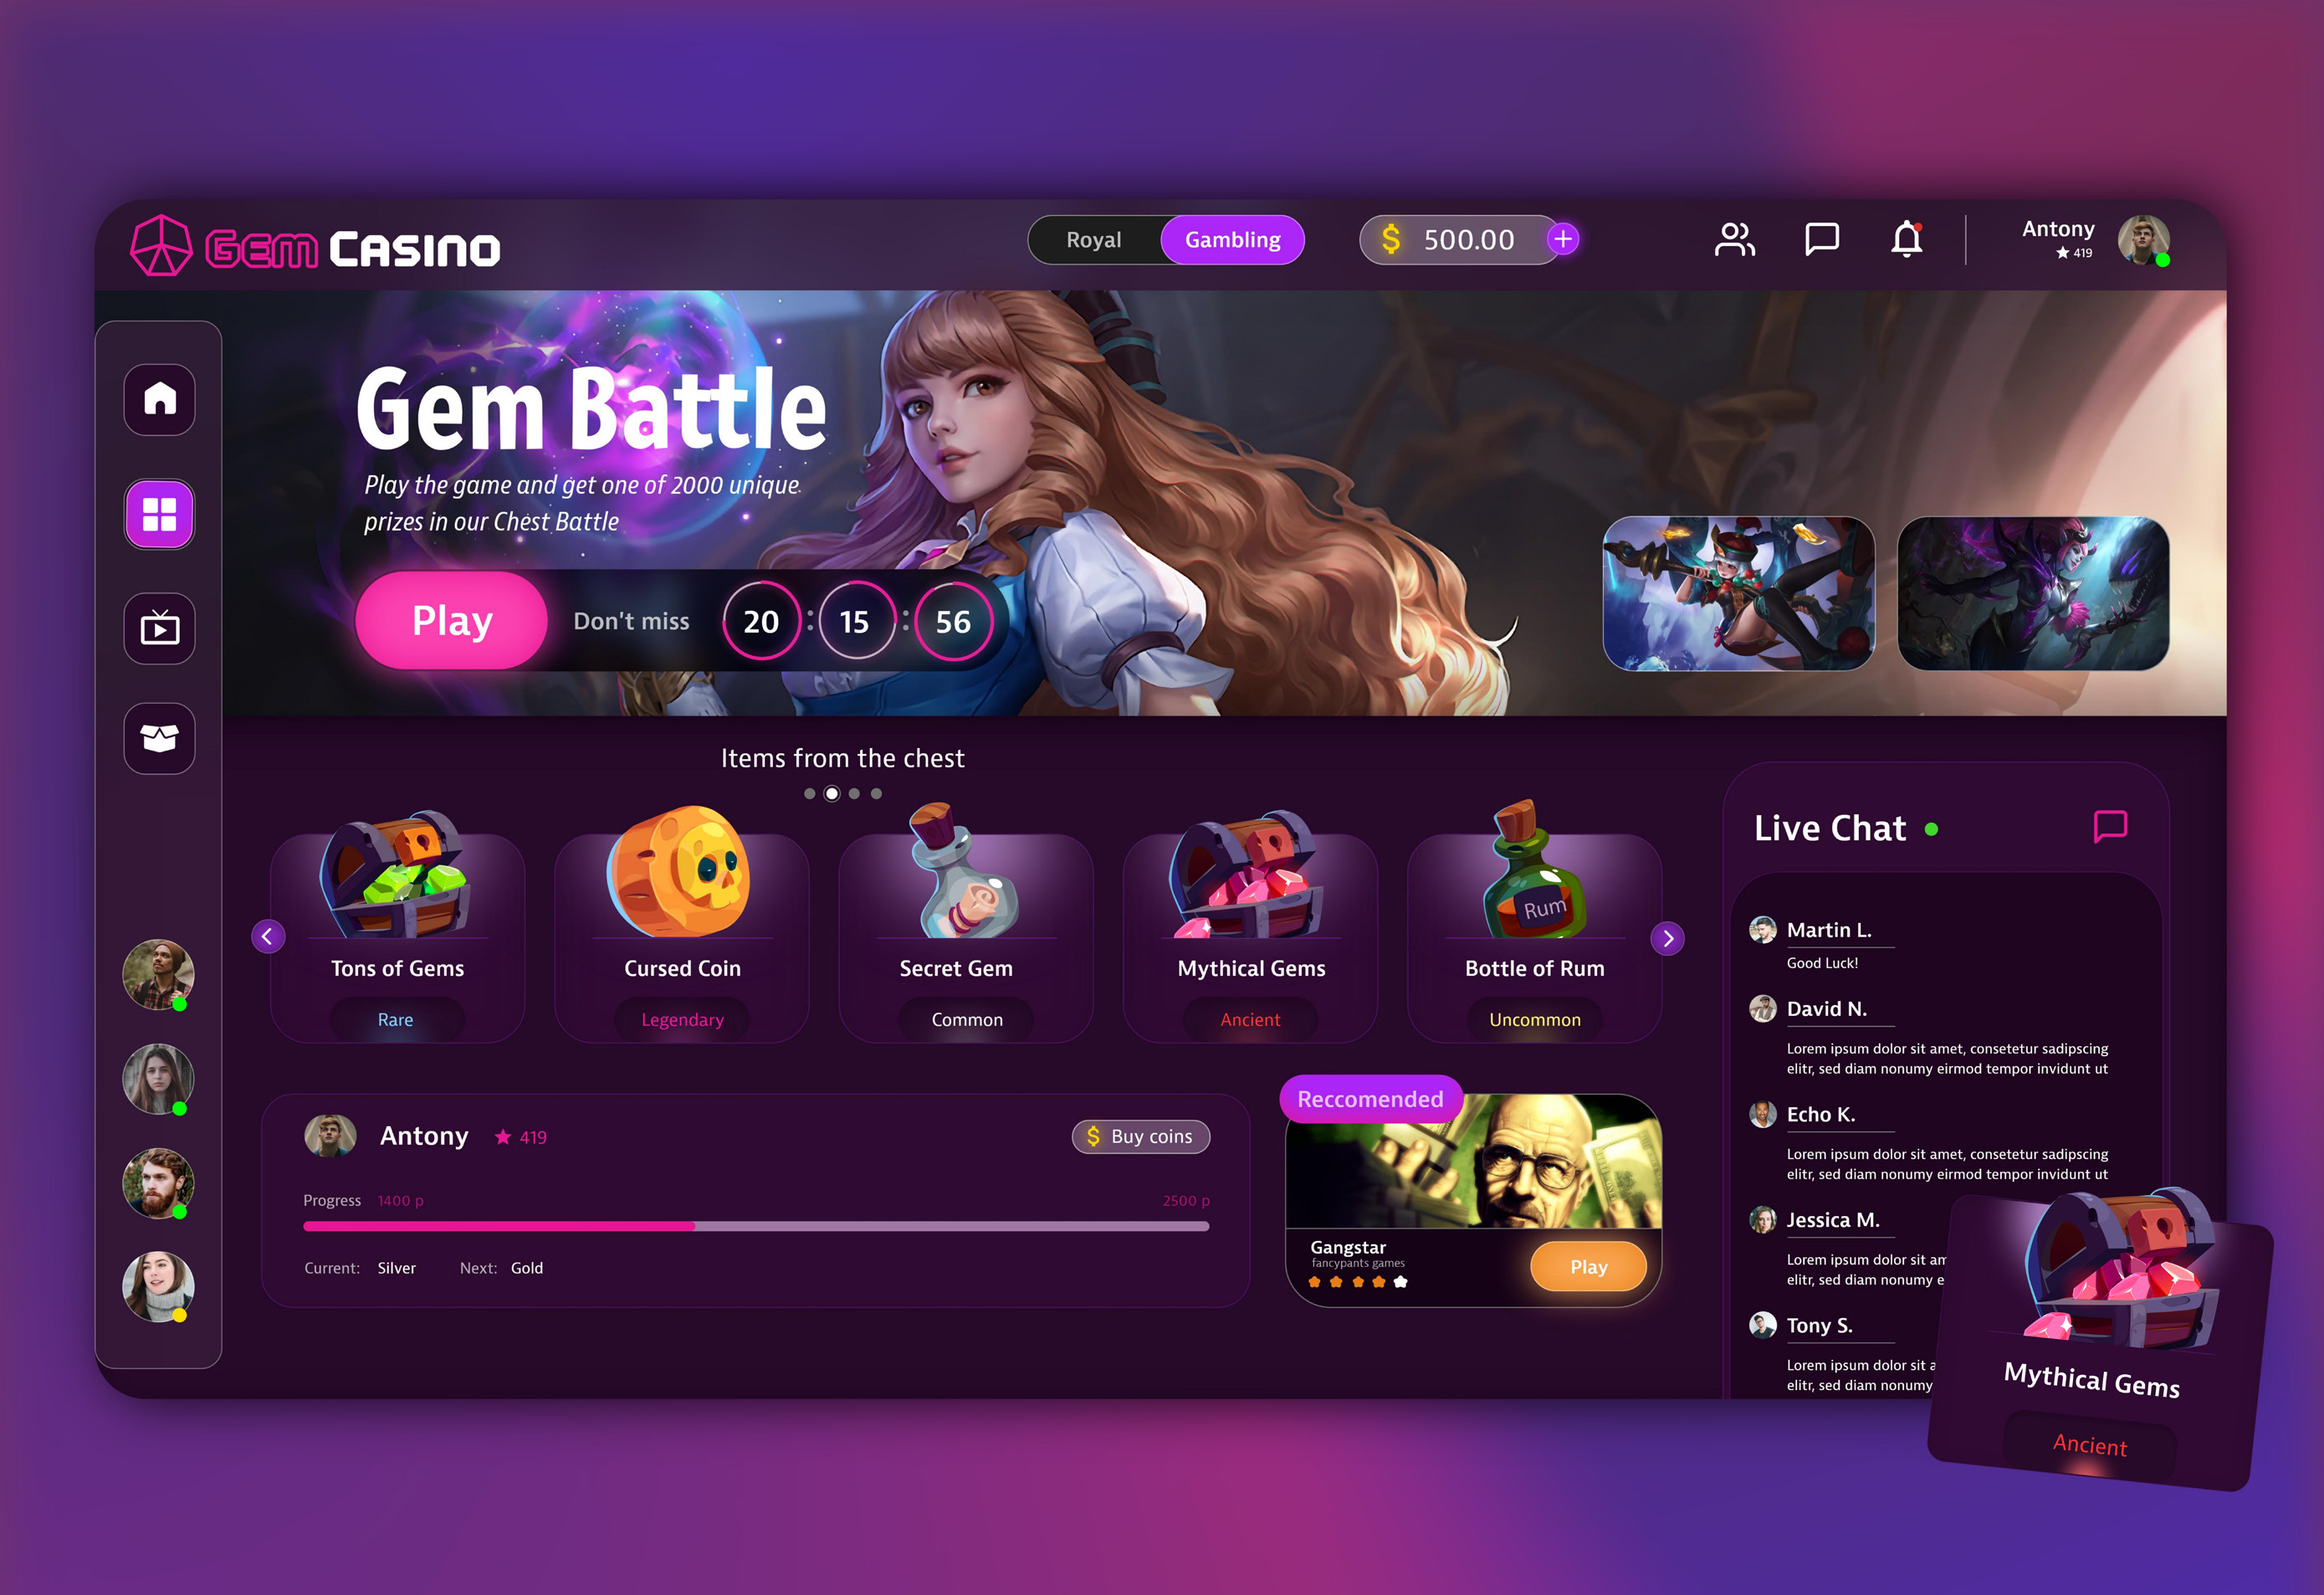 Gem Casino
Royal
Gambling
$ 500.00 +
Antony
★ 419
Gem Battle
Play the game and get one of 2000 unique
prizes in our Chest Battle
Play
Don't miss
20 : 15 : 56
Items from the chest
Tons of Gems
Rare
Cursed Coin
Legendary
Secret Gem
Common
Mythical Gems
Ancient
Rum
Bottle of Rum
Uncommon
Antony
★ 419
$ Buy coins
Progress 1400 p
2500 p
Current: Silver
Next: Gold
Reccomended
Gangstar
fancypants games
Play
Live Chat
Martin L.
Good Luck!
David N.
Lorem ipsum dolor sit amet, consetetur sadipscing
elitr, sed diam nonumy eirmod tempor invidunt ut
Echo K.
Lorem ipsum dolor sit amet, consetetur sadipscing
elitr, sed diam nonumy eirmod tempor invidunt ut
Jessica M.
Lorem ipsum dolor sit am
elitr, sed diam nonumy e
Tony S.
Lorem ipsum dolor sit a
elitr, sed diam nonumy
Mythical Gems
Ancient